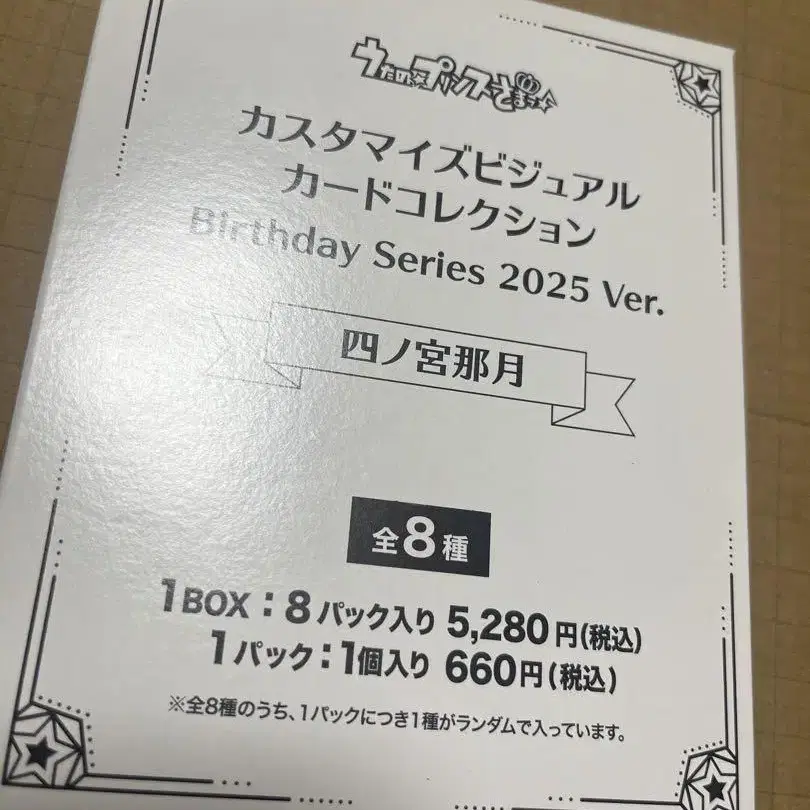 うたの☆プリンスさまっ♪
カスタマイズビジュアル
カードコレクション
Birthday Series 2025 Ver.
四ノ宮那月
全8種
1BOX：8パック入り 5,280円(税込)
1パック：1個入り 660円(税込)
※全8種のうち、1パックにつき1種がランダムで入っています。